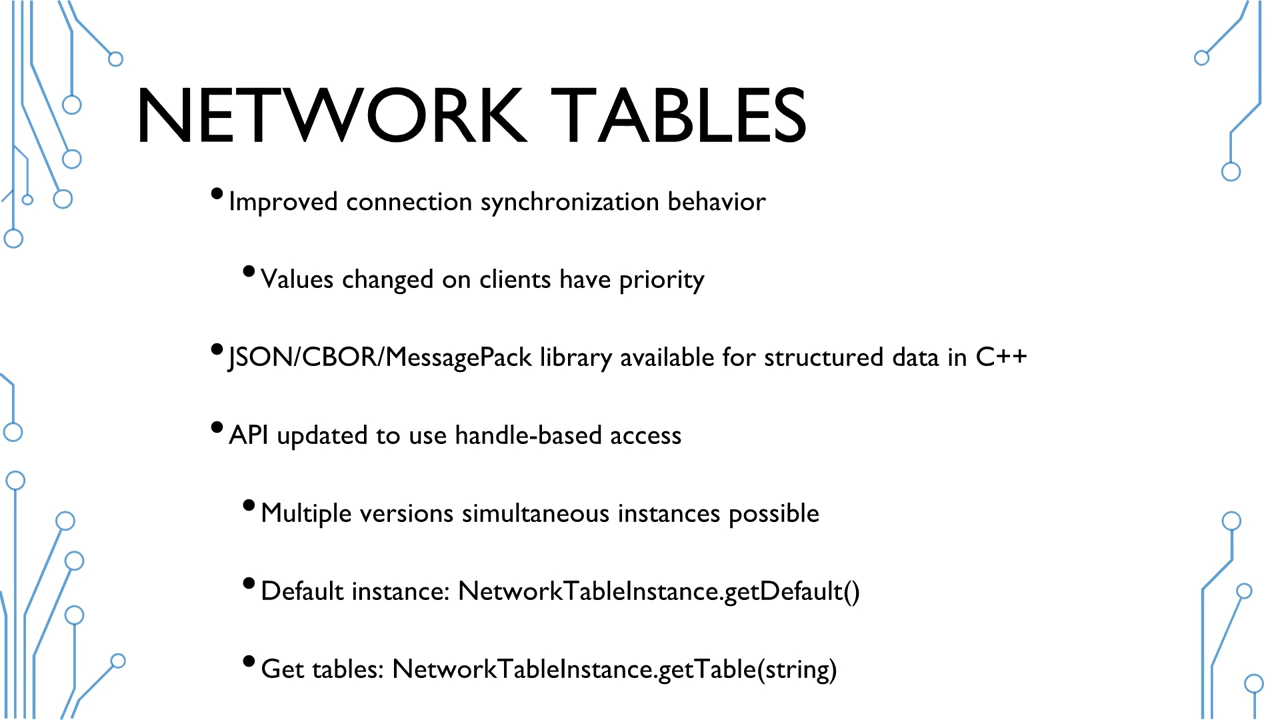 NETWORK TABLES
•Improved connection synchronization behavior
•Values changed on clients have priority
•JSON/CBOR/MessagePack library available for structured data in C++
•API updated to use handle-based access
•Multiple versions simultaneous instances possible
•Default instance: NetworkTableInstance.getDefault()
•Get tables: NetworkTableInstance.getTable(string)